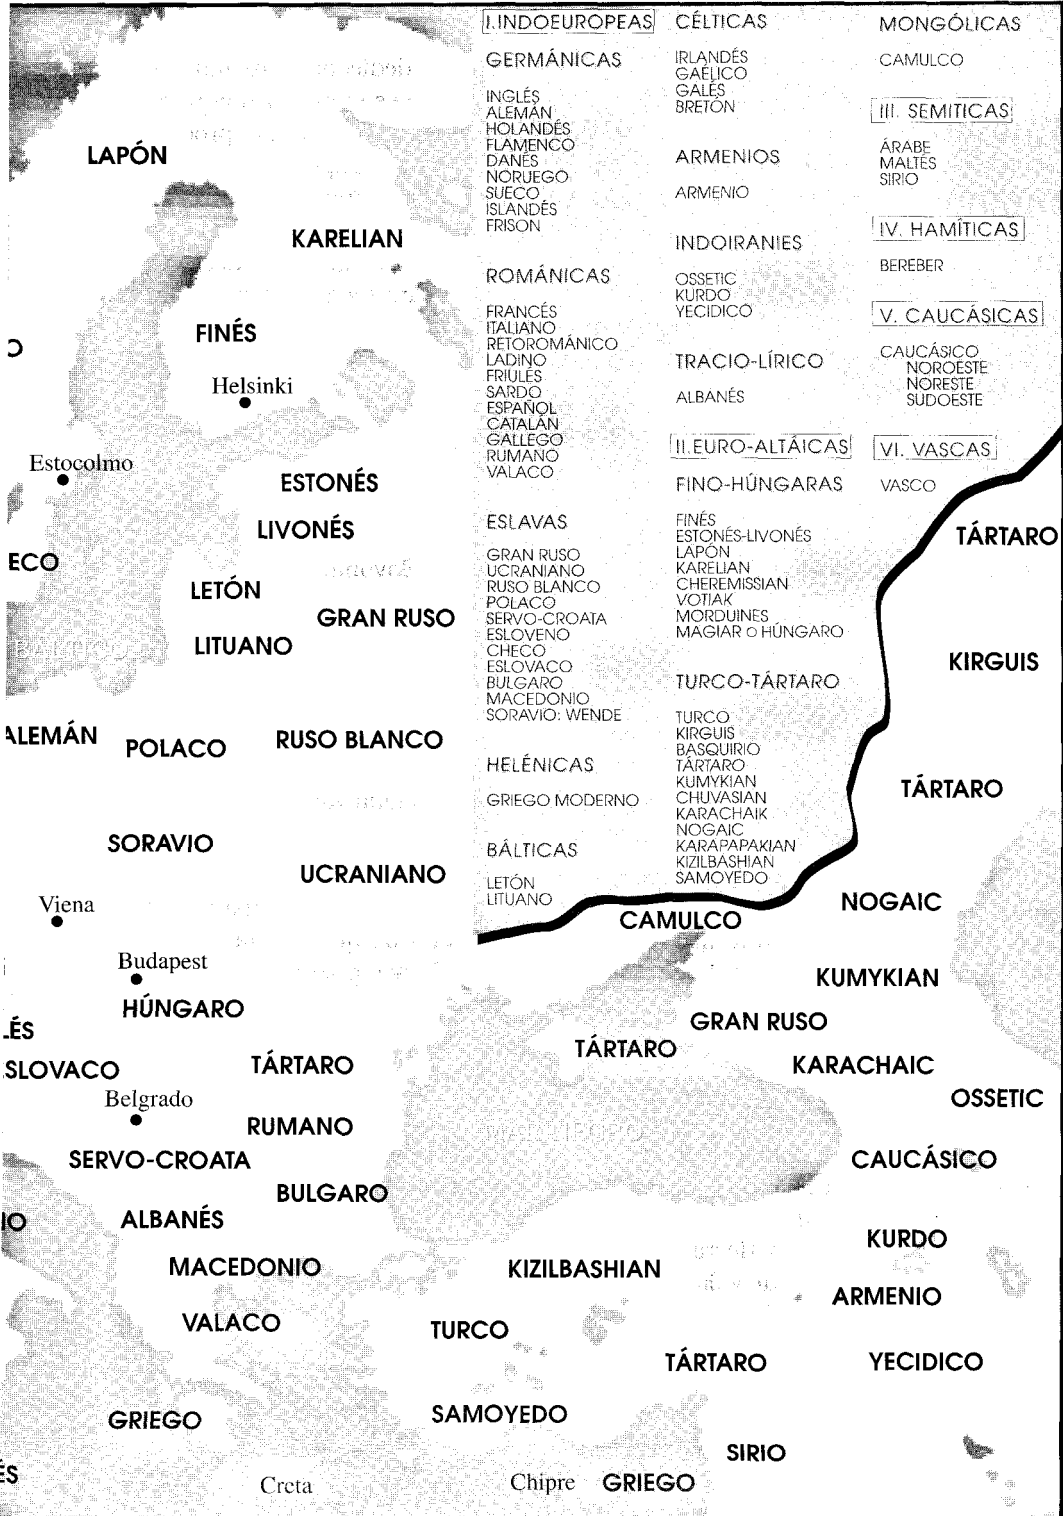 I. INDOEUROPEAS
GERMÁNICAS
INGLÉS
ALEMÁN
HOLANDÉS
FLAMENCO
DANÉS
NORUEGO
SUECO
ISLANDÉS
FRISON
ROMÁNICAS
FRANCÉS
ITALIANO
RETOROMÁNICO
LADINO
FRIULÉS
SARDO
ESPAÑOL
CATALÁN
GALLEGO
RUMANO
VALACO
ESLAVAS
GRAN RUSO
UCRANIANO
RUSO BLANCO
POLACO
SERVO-CROATA
ESLOVENO
CHECO
ESLOVACO
BULGARO
MACEDONIO
SORAVIO: WENDE
HELÉNICAS
GRIEGO MODERNO
BÁLTICAS
LETÓN
LITUANO
CÉLTICAS
IRLANDÉS
GAÉLICO
GALÉS
BRETÓN
ARMENIOS
ARMENIO
INDOIRANIES
OSSETIC
KURDO
YECIDICO
TRACIO-LÍRICO
ALBANÉS
II. EURO-ALTÁICAS
FINO-HÚNGARAS
FINÉS
ESTONÉS-LIVONÉS
LAPÓN
KARELIAN
CHEREMISSIAN
VOTIAK
MORDUINES
MAGIAR O HÚNGARO
TURCO-TÁRTARO
TURCO
KIRGUIS
BASQUIRIO
TÁRTARO
KUMYKIAN
CHUVASIAN
KARACHAIK
NOGAIC
KARAPAPAKIAN
KIZILBASHIAN
SAMOYEDO
MONGÓLICAS
CAMULCO
III. SEMITICAS
ÁRABE
MALTÉS
SIRIO
IV. HAMÍTICAS
BEREBER
V. CAUCÁSICAS
CAUCÁSICO
NOROESTE
NORESTE
SUDOESTE
VI. VASCAS
VASCO
LAPÓN
KARELIAN
O
FINÉS
Helsinki
Estocolmo
ESTONÉS
LIVONÉS
TÁRTARO
ECO
LETÓN
GRAN RUSO
LITUANO
KIRGUIS
ALEMÁN
POLACO
RUSO BLANCO
TÁRTARO
SORAVIO
UCRANIANO
Viena
NOGAIC
CAMULCO
Budapest
KUMYKIAN
HÚNGARO
LÉS
GRAN RUSO
TÁRTARO
SLOVACO
TÁRTARO
KARACHAIC
Belgrado
OSSETIC
RUMANO
SERVO-CROATA
CAUCÁSICO
BULGARO
IO
ALBANÉS
KURDO
MACEDONIO
KIZILBASHIAN
ARMENIO
VALACO
TURCO
TÁRTARO
YECIDICO
GRIEGO
SAMOYEDO
SIRIO
ÉS
Creta
Chipre
GRIEGO